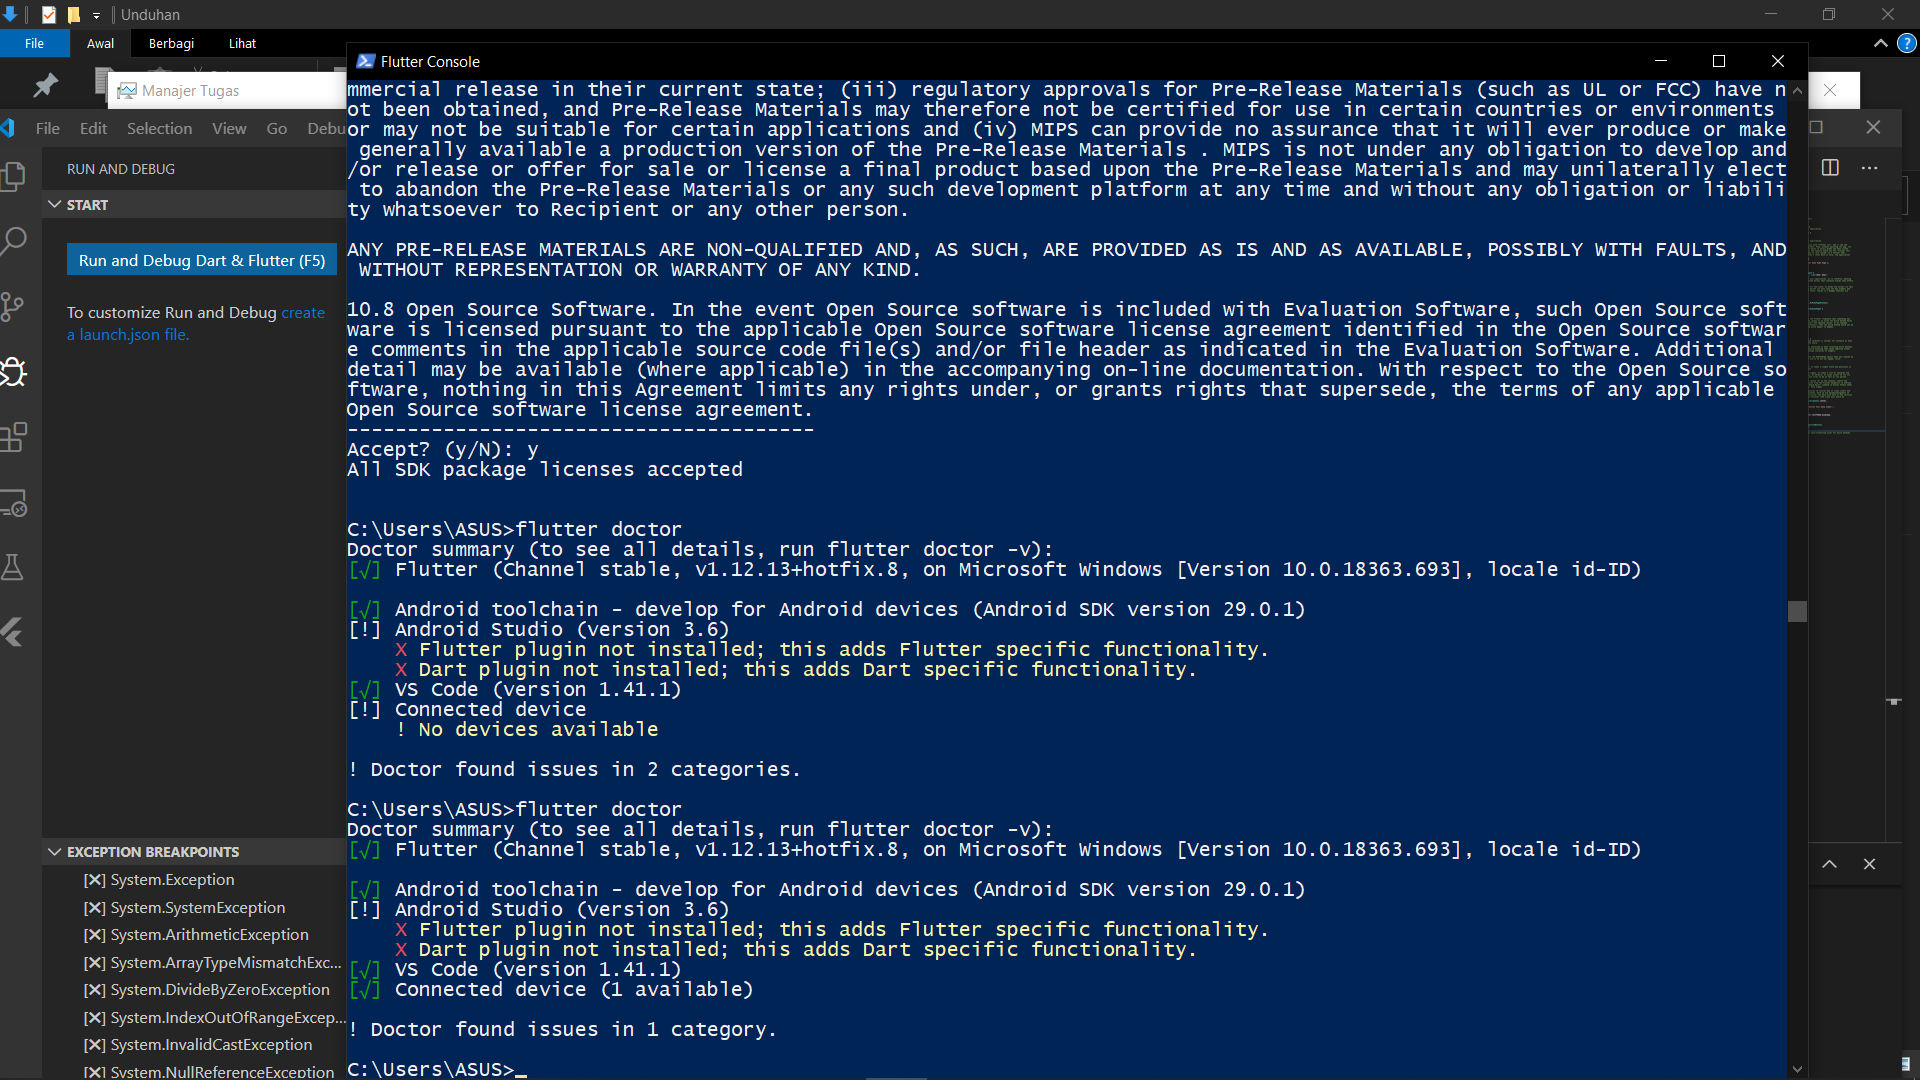 Unduhan
File
Awal
Berbagi
Lihat
Manajer Tugas
File Edit Selection View Go Debu
RUN AND DEBUG
START
Run and Debug Dart & Flutter (F5)
To customize Run and Debug create
a launch.json file.
EXCEPTION BREAKPOINTS
System.Exception
System.SystemException
System.ArithmeticException
System.ArrayTypeMismatchExc...
System.DivideByZeroException
System.IndexOutOfRangeExcep...
System.InvalidCastException
System.NullReferenceException
Flutter Console
mmercial release in their current state; (iii) regulatory approvals for Pre-Release Materials (such as UL or FCC) have n
ot been obtained, and Pre-Release Materials may therefore not be certified for use in certain countries or environments
or may not be suitable for certain applications and (iv) MIPS can provide no assurance that it will ever produce or make
generally available a production version of the Pre-Release Materials . MIPS is not under any obligation to develop and
/or release or offer for sale or license a final product based upon the Pre-Release Materials and may unilaterally elect
to abandon the Pre-Release Materials or any such development platform at any time and without any obligation or liabili
ty whatsoever to Recipient or any other person.
ANY PRE-RELEASE MATERIALS ARE NON-QUALIFIED AND, AS SUCH, ARE PROVIDED AS IS AND AS AVAILABLE, POSSIBLY WITH FAULTS, AND
WITHOUT REPRESENTATION OR WARRANTY OF ANY KIND.
10.8 Open Source Software. In the event Open Source software is included with Evaluation Software, such Open Source soft
ware is licensed pursuant to the applicable Open Source software license agreement identified in the Open Source softwar
e comments in the applicable source code file(s) and/or file header as indicated in the Evaluation Software. Additional
detail may be available (where applicable) in the accompanying on-line documentation. With respect to the Open Source so
ftware, nothing in this Agreement limits any rights under, or grants rights that supersede, the terms of any applicable
Open Source software license agreement.
---------------------------------------
Accept? (y/N): y
All SDK package licenses accepted
C:\Users\ASUS>flutter doctor
Doctor summary (to see all details, run flutter doctor -v):
[√] Flutter (Channel stable, v1.12.13+hotfix.8, on Microsoft Windows [Version 10.0.18363.693], locale id-ID)
[√] Android toolchain - develop for Android devices (Android SDK version 29.0.1)
[!] Android Studio (version 3.6)
X Flutter plugin not installed; this adds Flutter specific functionality.
X Dart plugin not installed; this adds Dart specific functionality.
[√] VS Code (version 1.41.1)
[!] Connected device
! No devices available
! Doctor found issues in 2 categories.
C:\Users\ASUS>flutter doctor
Doctor summary (to see all details, run flutter doctor -v):
[√] Flutter (Channel stable, v1.12.13+hotfix.8, on Microsoft Windows [Version 10.0.18363.693], locale id-ID)
[√] Android toolchain - develop for Android devices (Android SDK version 29.0.1)
[!] Android Studio (version 3.6)
X Flutter plugin not installed; this adds Flutter specific functionality.
X Dart plugin not installed; this adds Dart specific functionality.
[√] VS Code (version 1.41.1)
[√] Connected device (1 available)
! Doctor found issues in 1 category.
C:\Users\ASUS>_